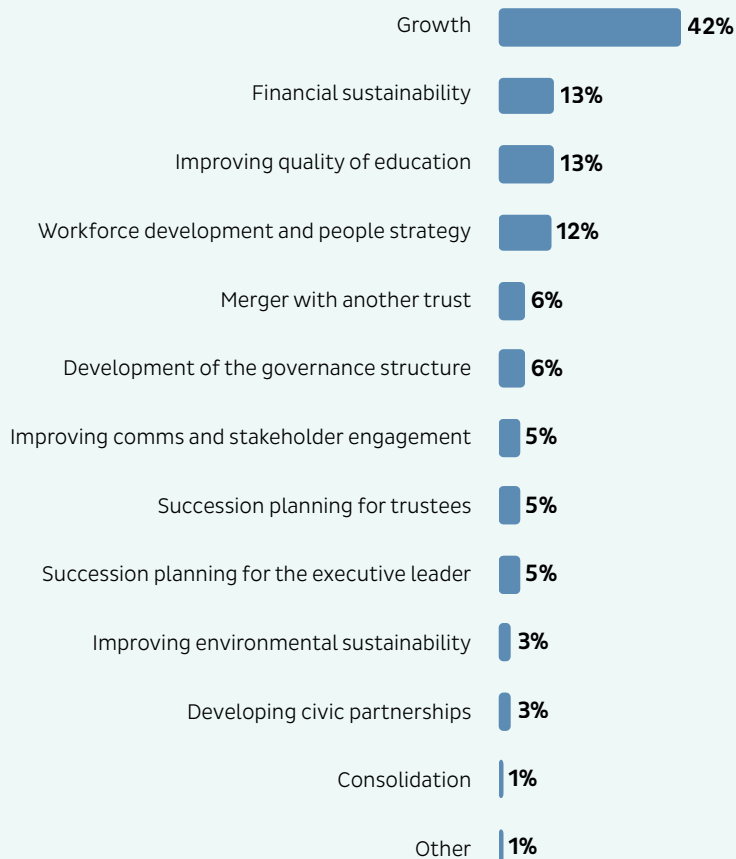 Growth 42%
Financial sustainability 13%
Improving quality of education 13%
Workforce development and people strategy 12%
Merger with another trust 6%
Development of the governance structure 6%
Improving comms and stakeholder engagement 5%
Succession planning for trustees 5%
Succession planning for the executive leader 5%
Improving environmental sustainability 3%
Developing civic partnerships 3%
Consolidation 1%
Other 1%